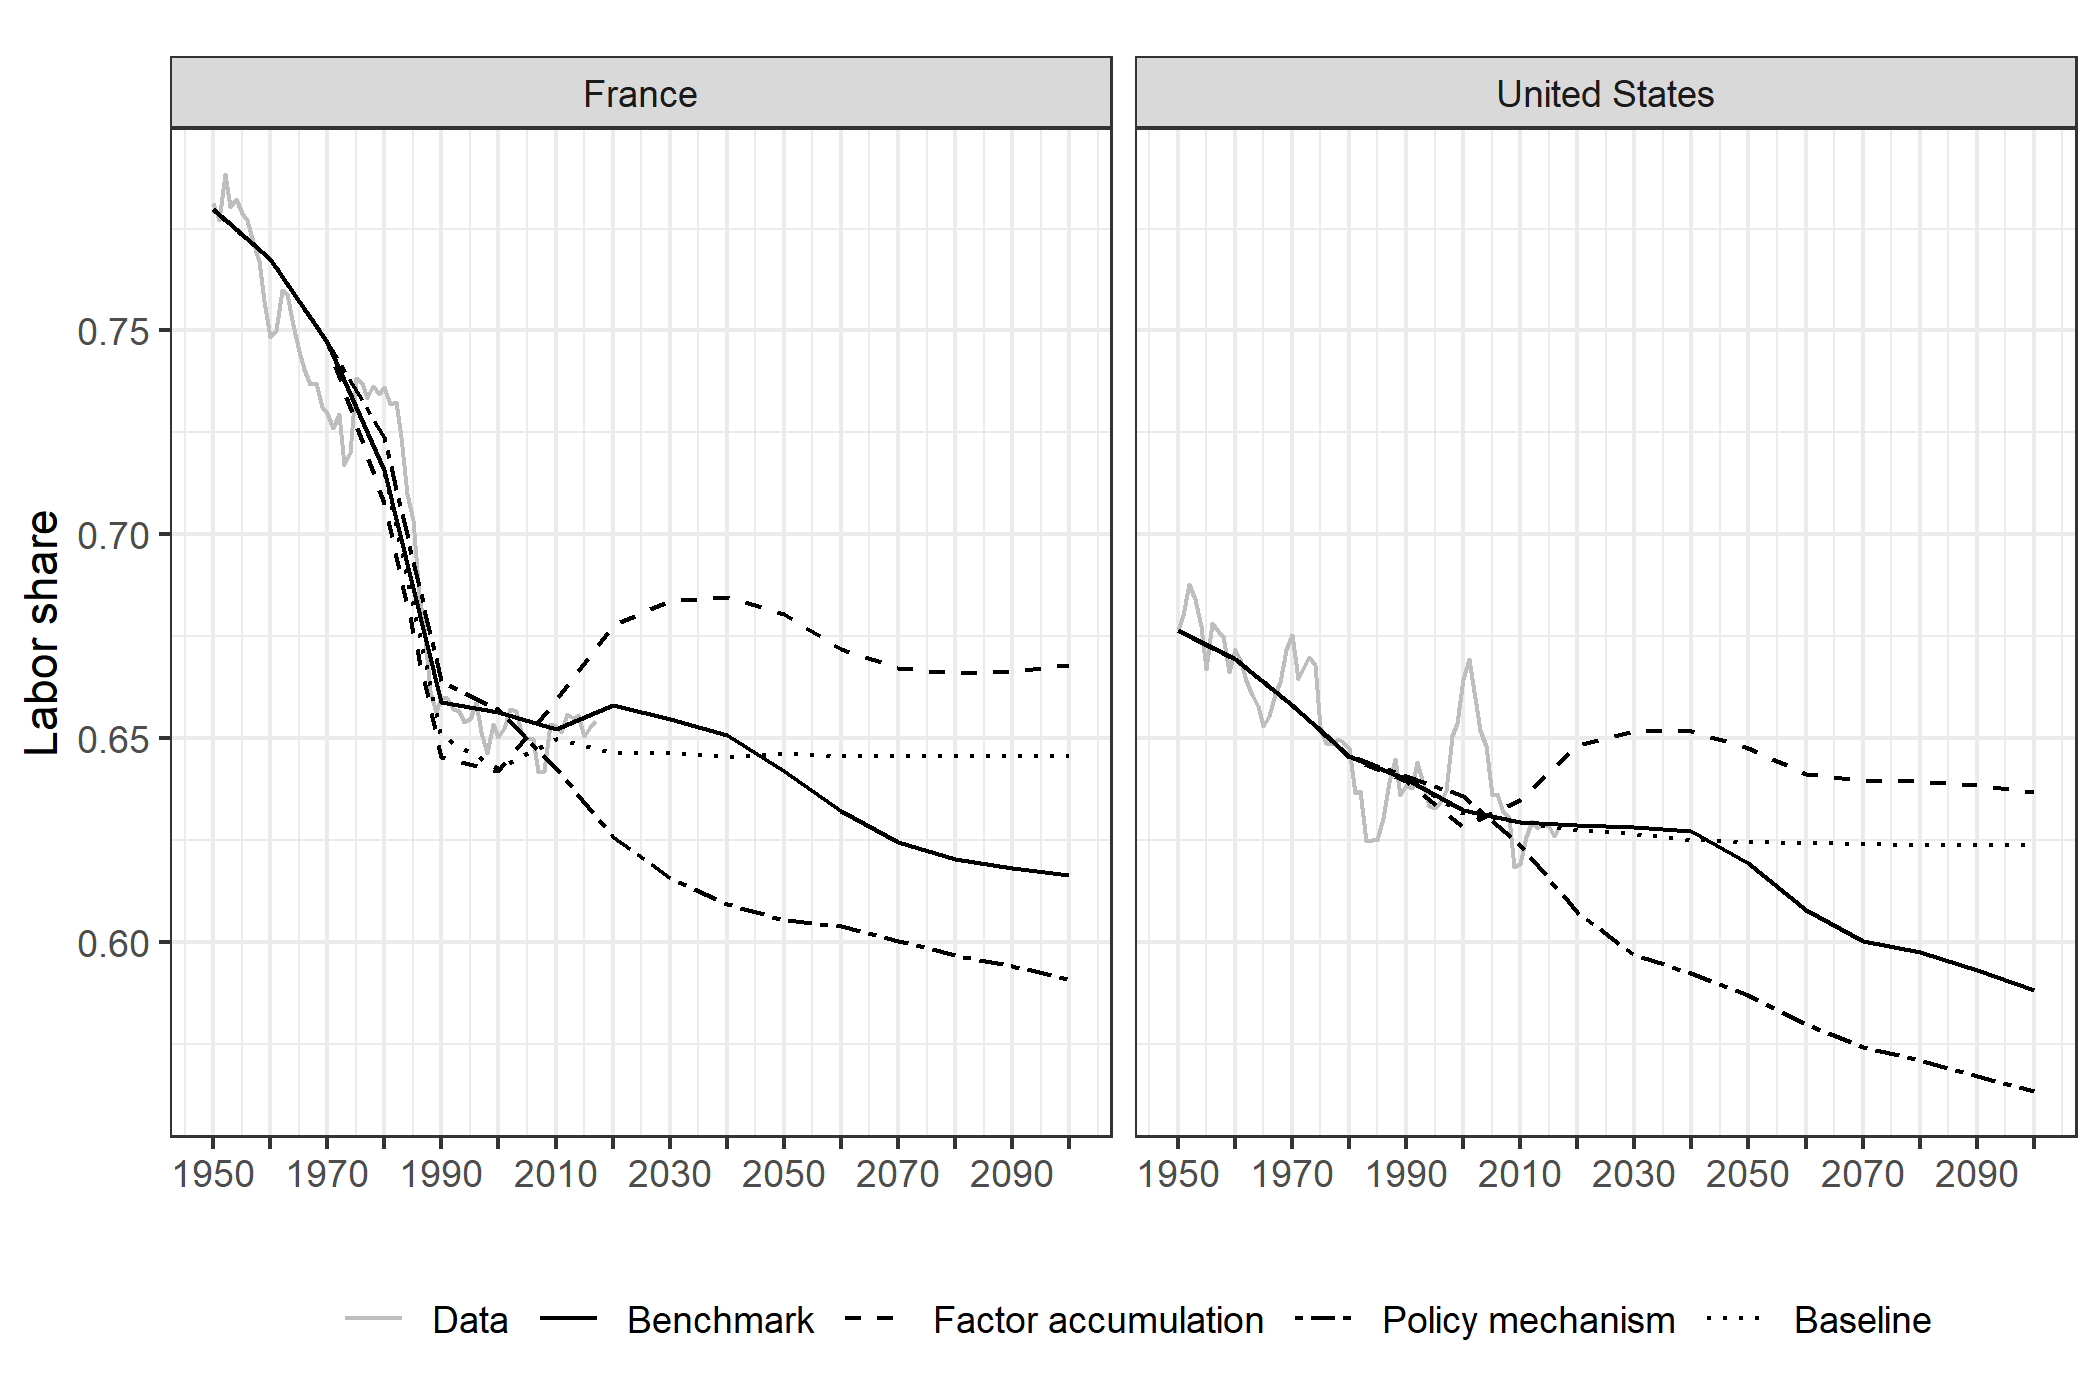 France
United States
Labor share
0.75
0.70
0.65
0.60
1950 1970 1990 2010 2030 2050 2070 2090
1950 1970 1990 2010 2030 2050 2070 2090
Data Benchmark Factor accumulation Policy mechanism Baseline